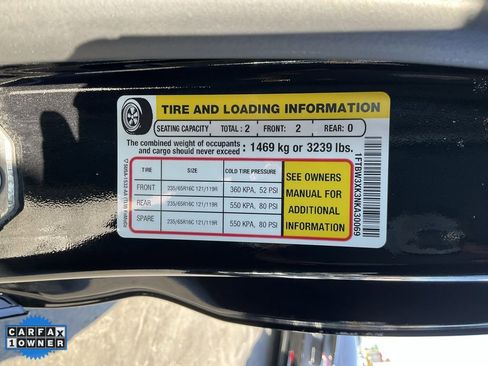 TIRE AND LOADING INFORMATION
SEATING CAPACITY TOTAL: 2 FRONT: 2 REAR: 0
The combined weight of occupants
and cargo should never exceed : 1469 kg or 3239 lbs.
TIRE SIZE COLD TIRE PRESSURE
FRONT 235/65R16C 121/119R 360 KPA, 52 PSI
REAR 235/65R16C 121/119R 550 KPA, 80 PSI
SPARE 235/65R16C 121/119R 550 KPA, 80 PSI
SEE OWNERS
MANUAL FOR
ADDITIONAL
INFORMATION
1FTBW3XK3NKA30069
CARFAX
1 OWNER